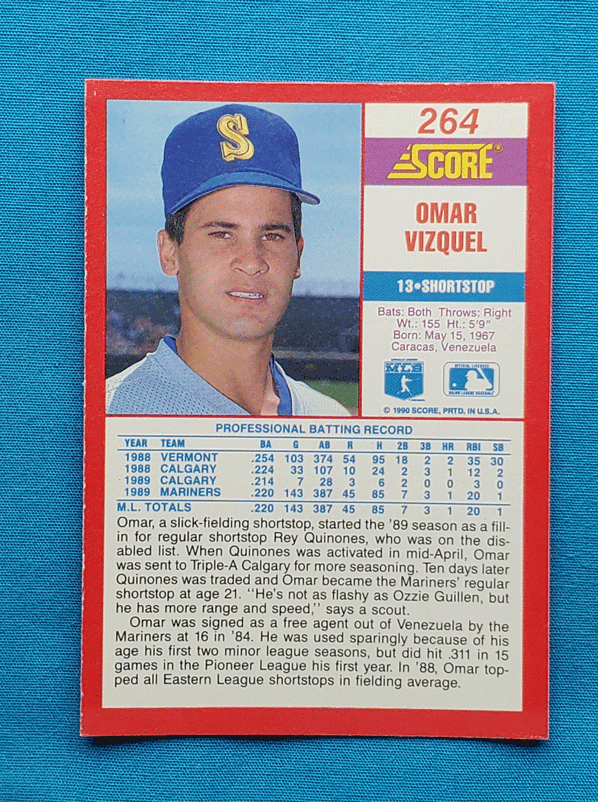 S
264
SCORE®
OMAR
VIZQUEL
13•SHORTSTOP
Bats: Both Throws: Right
Wt.: 155 Ht.: 5'9"
Born: May 15, 1967
Caracas, Venezuela
MLB
© 1990 SCORE, PRTD. IN U.S.A.
PROFESSIONAL BATTING RECORD
YEAR TEAM BA G AB R H 2B 3B HR RBI SB
1988 VERMONT .254 103 374 54 95 18 2 2 35 30
1988 CALGARY .224 33 107 10 24 2 3 1 12 2
1989 CALGARY .214 7 28 3 6 2 0 0 3 0
1989 MARINERS .220 143 387 45 85 7 3 1 20 1
M.L. TOTALS .220 143 387 45 85 7 3 1 20 1
Omar, a slick-fielding shortstop, started the '89 season as a fill-
in for regular shortstop Rey Quinones, who was on the dis-
abled list. When Quinones was activated in mid-April, Omar
was sent to Triple-A Calgary for more seasoning. Ten days later
Quinones was traded and Omar became the Mariners' regular
shortstop at age 21. "He's not as flashy as Ozzie Guillen, but
he has more range and speed," says a scout.
Omar was signed as a free agent out of Venezuela by the
Mariners at 16 in '84. He was used sparingly because of his
age his first two minor league seasons, but did hit .311 in 15
games in the Pioneer League his first year. In '88, Omar top-
ped all Eastern League shortstops in fielding average.